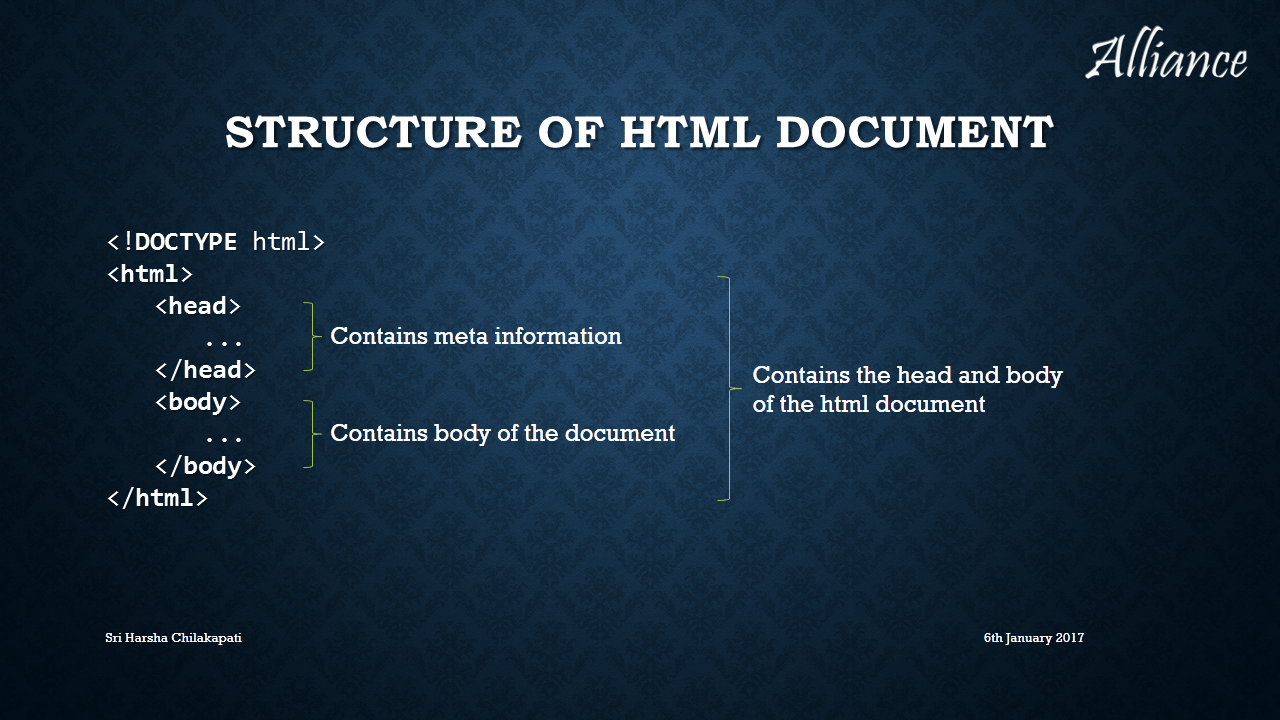 Alliance
STRUCTURE OF HTML DOCUMENT
<!DOCTYPE html>
<html>
<head>
...
</head>
<body>
...
</body>
</html>
Contains meta information
Contains body of the document
Contains the head and body
of the html document
Sri Harsha Chilakapati
6th January 2017